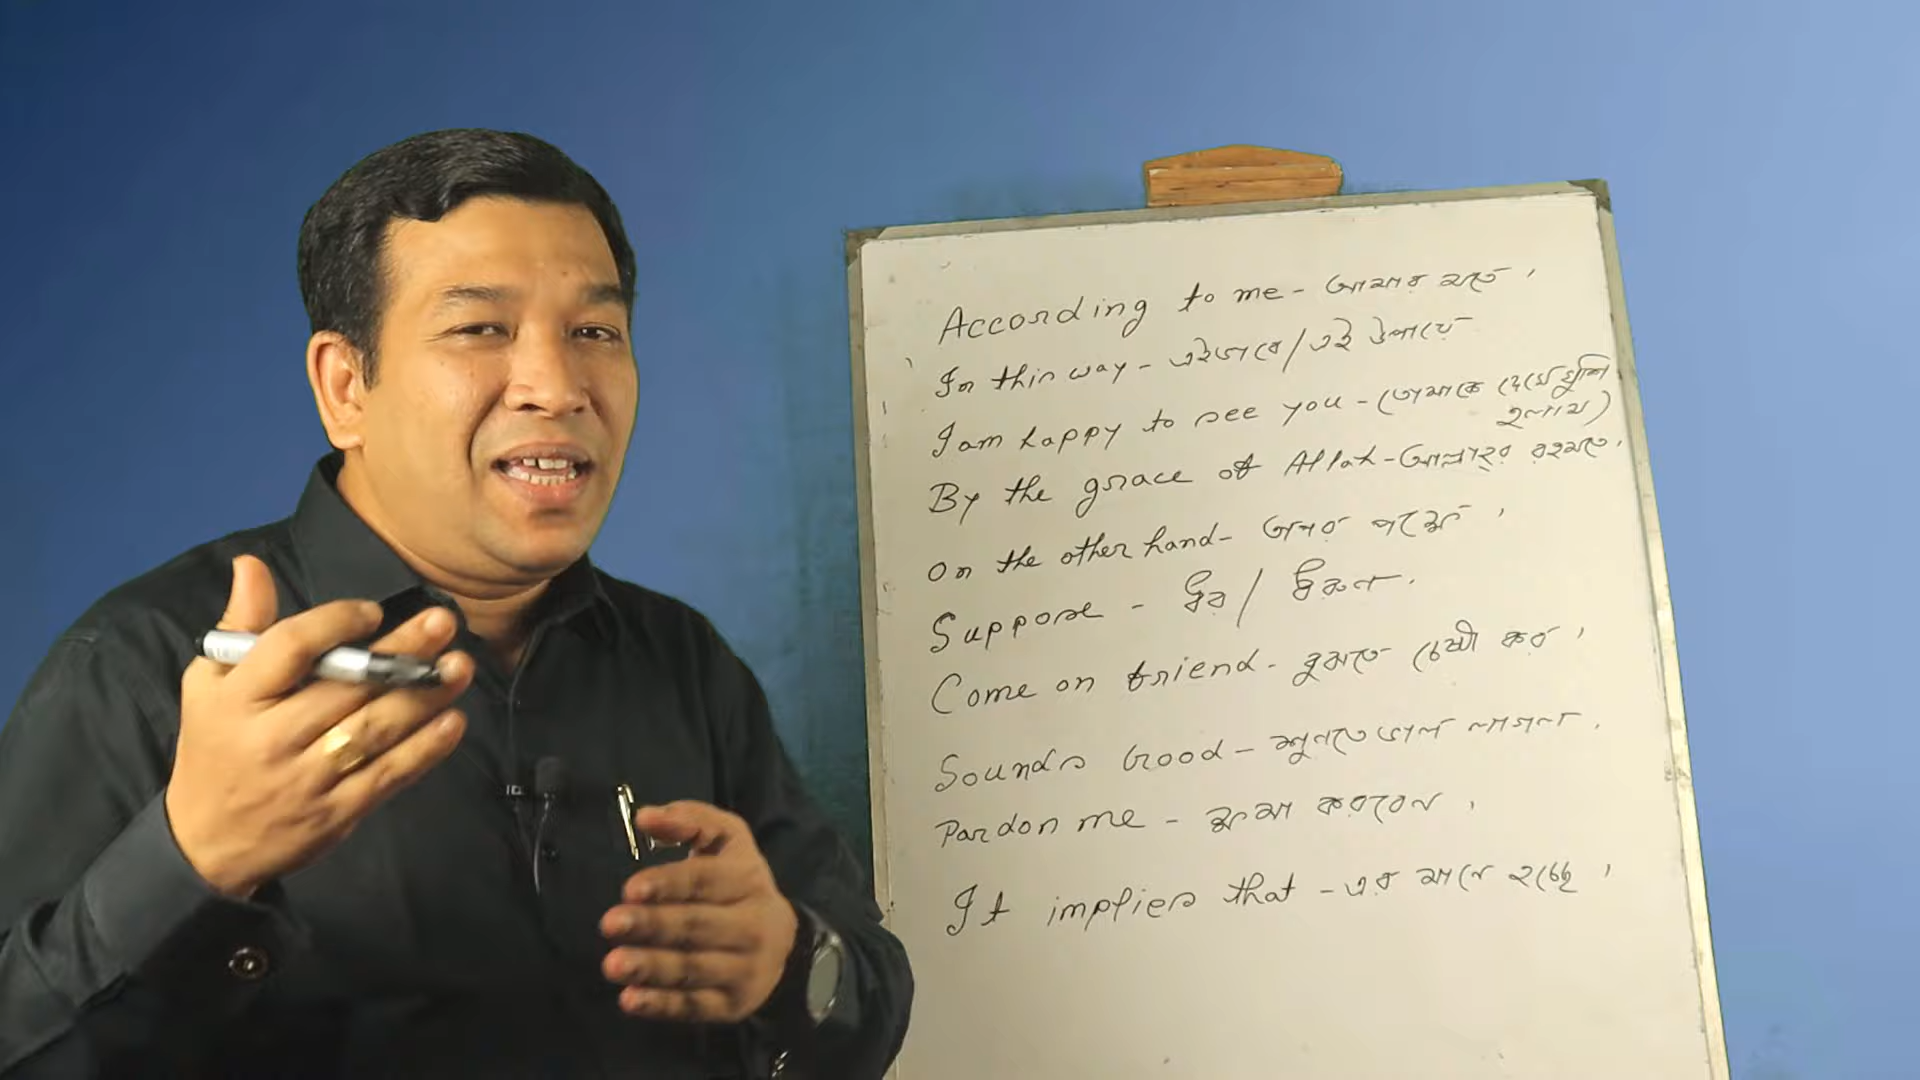 According to me - আমার মতে,
In this way - এইভাবে/এই উপায়ে
I am happy to see you - (তোমাকে দেখে খুশি
হলাম)
By the grace of Allah - আল্লাহর রহমতে,
On the other hand - অপর পক্ষে,
Suppose - ধর / ধরুন.
Come on friend - বুঝতে চেষ্টা কর,
Sounds Good - শুনতে ভাল লাগল.
Pardon me - ক্ষমা করবেন,
It implies that - এর মানে হচ্ছে,